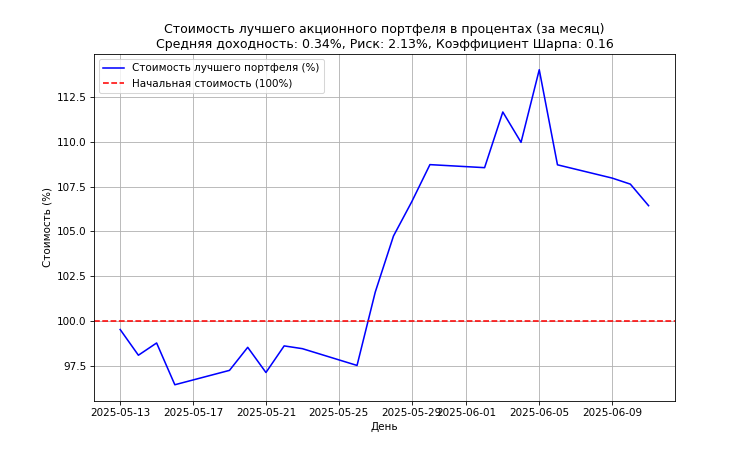 Стоимость лучшего акционного портфеля в процентах (за месяц)
Средняя доходность: 0.34%, Риск: 2.13%, Коэффициент Шарпа: 0.16
Стоимость лучшего портфеля (%)
Начальная стоимость (100%)
Стоимость (%)
112.5
110.0
107.5
105.0
102.5
100.0
97.5
2025-05-13 2025-05-17 2025-05-21 2025-05-25 2025-05-29 2025-06-01 2025-06-05 2025-06-09
День